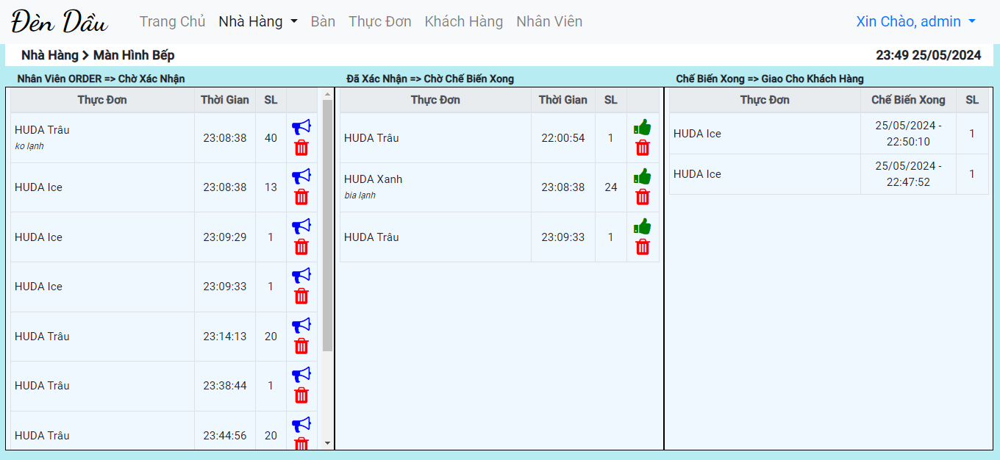 Đèn Dầu Trang Chủ Nhà Hàng Bàn Thực Đơn Khách Hàng Nhân Viên Xin Chào, admin
Nhà Hàng Màn Hình Bếp 23:49 25/05/2024
Nhân Viên ORDER => Chờ Xác Nhận
Thực Đơn Thời Gian SL
HUDA Trâu 23:08:38 40
ko lạnh
HUDA Ice 23:08:38 13
HUDA Ice 23:09:29 1
HUDA Ice 23:09:33 1
HUDA Trâu 23:14:13 20
HUDA Trâu 23:38:44 1
HUDA Trâu 23:44:56 20
Đã Xác Nhận => Chờ Chế Biến Xong
Thực Đơn Thời Gian SL
HUDA Trâu 22:00:54 1
HUDA Xanh 23:08:38 24
bia lạnh
HUDA Trâu 23:09:33 1
Chế Biến Xong => Giao Cho Khách Hàng
Thực Đơn Chế Biến Xong SL
HUDA Ice 25/05/2024 - 1
22:50:10
HUDA Ice 25/05/2024 - 1
22:47:52